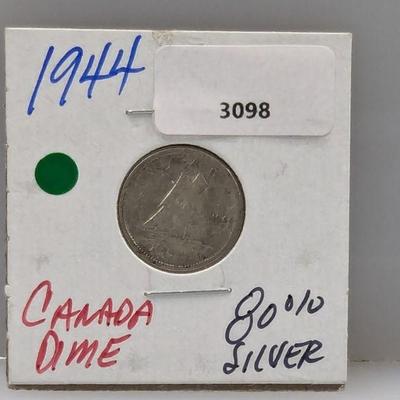 1944
3098
CANADA
DIME
80%
SILVER